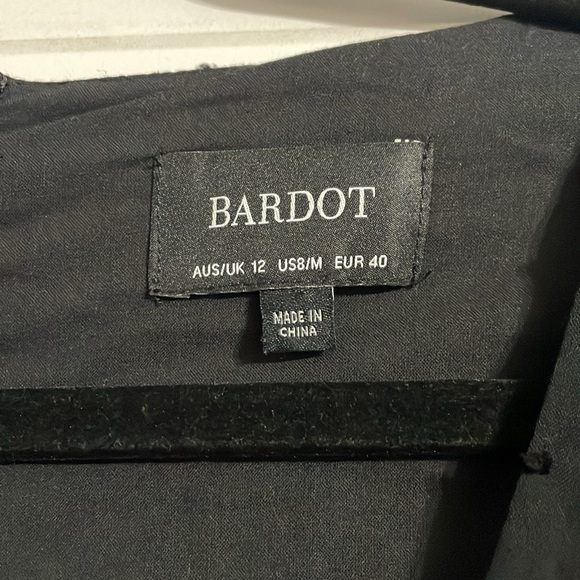 BARDOT
AUS/UK 12 US8/M EUR 40
MADE IN
CHINA